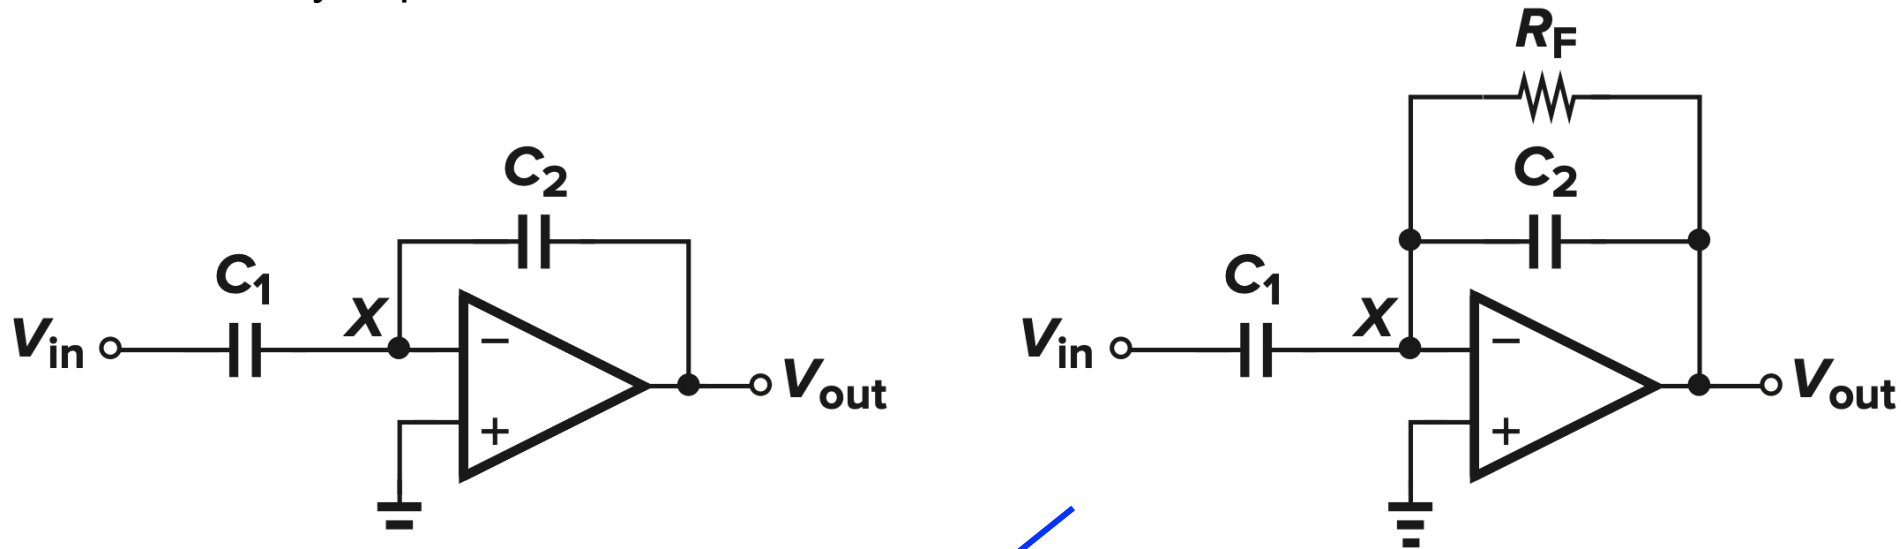 R_F
C_2
C_2
C_1
C_1
X
X
V_in
V_in
−
−
V_out
V_out
+
+